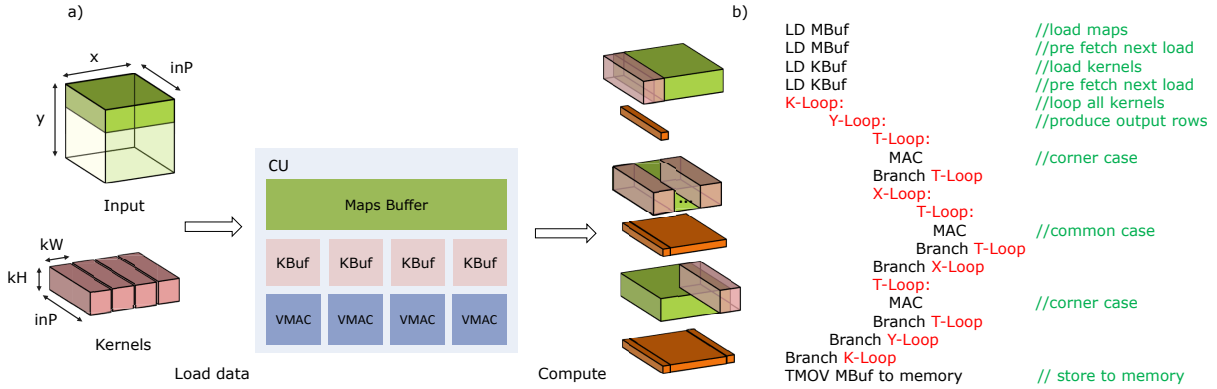 a)
x
inP
y
Input
kW
kH
inP
Kernels
Load data
CU
Maps Buffer
KBuf KBuf KBuf KBuf
VMAC VMAC VMAC VMAC
...
Compute
b)
LD MBuf //load maps
LD MBuf //pre fetch next load
LD KBuf //load kernels
LD KBuf //pre fetch next load
K-Loop: //loop all kernels
Y-Loop: //produce output rows
T-Loop:
MAC //corner case
Branch T-Loop
X-Loop:
T-Loop:
MAC //common case
Branch T-Loop
Branch X-Loop
T-Loop:
MAC //corner case
Branch T-Loop
Branch Y-Loop
Branch K-Loop
TMOV MBuf to memory // store to memory